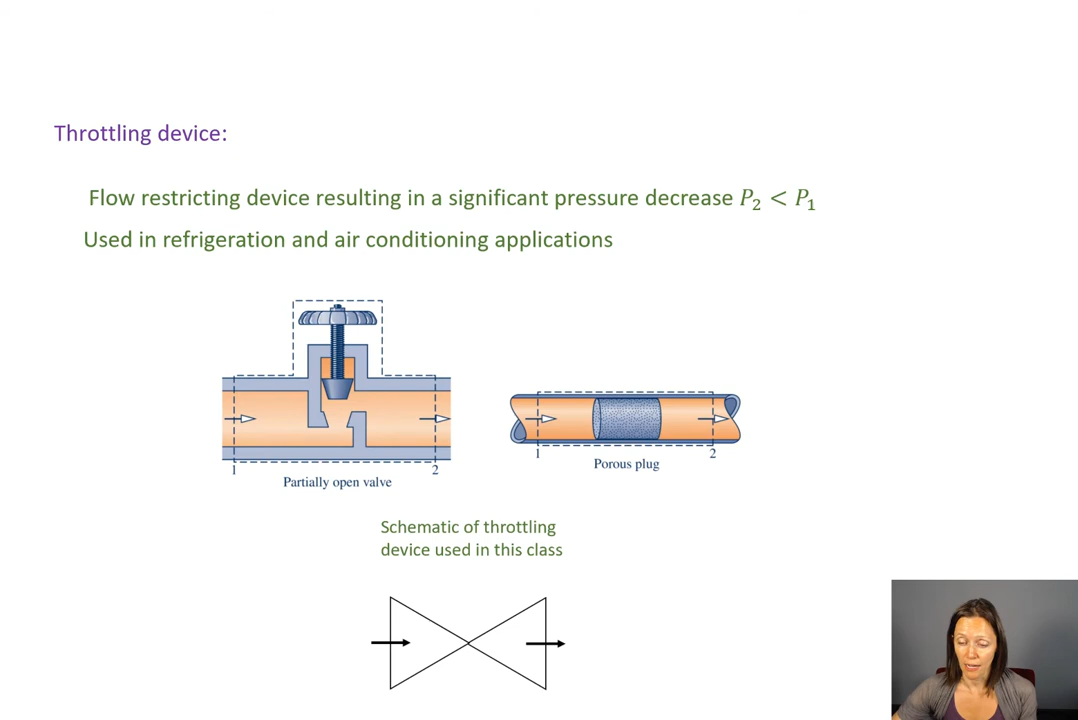 Throttling device:
Flow restricting device resulting in a significant pressure decrease P₂ < P₁
Used in refrigeration and air conditioning applications
1
2
Partially open valve
1
2
Porous plug
Schematic of throttling
device used in this class